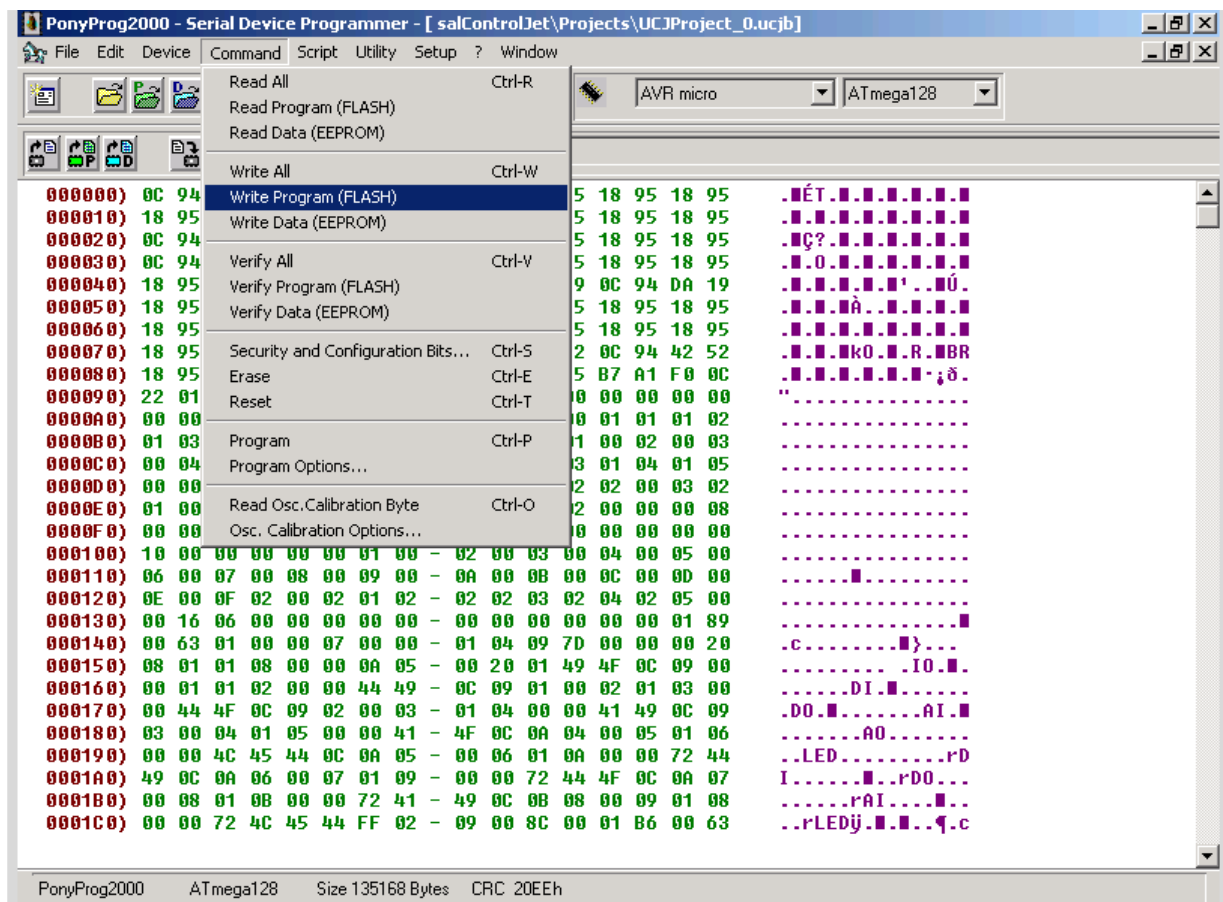 PonyProg2000 - Serial Device Programmer - [ salControlJet\Projects\UCJProject_0.ucjb]
File Edit Device Command Script Utility Setup ? Window
AVR micro ATmega128
Read All Ctrl-R
Read Program (FLASH)
Read Data (EEPROM)
Write All Ctrl-W
Write Program (FLASH)
Write Data (EEPROM)
Verify All Ctrl-V
Verify Program (FLASH)
Verify Data (EEPROM)
Security and Configuration Bits... Ctrl-S
Erase Ctrl-E
Reset Ctrl-T
Program Ctrl-P
Program Options...
Read Osc.Calibration Byte Ctrl-O
Osc. Calibration Options...
000000) 0C 94 5 18 95 18 95
000010) 18 95 5 18 95 18 95
000020) 0C 94 5 18 95 18 95
000030) 0C 94 5 18 95 18 95
000040) 18 95 9 0C 94 DA 19
000050) 18 95 5 18 95 18 95
000060) 18 95 5 18 95 18 95
000070) 18 95 2 0C 94 42 52
000080) 18 95 5 B7 A1 F0 0C
000090) 22 01 00 00 00 00
0000A0) 00 00 01 01 02
0000B0) 01 03 00 02 00 03
0000C0) 00 04 01 04 01 05
0000D0) 00 00 02 00 03 02
0000E0) 01 00 00 00 00 08
0000F0) 00 00 00 00 00 00
000100) 10 00 00 00 00 00 01 00 - 02 00 03 00 04 00 05 00
000110) 06 00 07 00 08 00 09 00 - 0A 00 0B 00 0C 00 0D 00
000120) 0E 00 0F 02 00 02 01 02 - 02 02 03 02 04 02 05 00
000130) 00 16 06 00 00 00 00 00 - 00 00 00 00 00 00 01 89
000140) 00 63 01 00 00 07 00 00 - 01 04 09 7D 00 00 00 20
000150) 08 01 01 08 00 00 0A 05 - 00 20 01 49 4F 0C 09 00
000160) 00 01 01 02 00 00 44 49 - 0C 09 01 00 02 01 03 00
000170) 00 44 4F 0C 09 02 00 03 - 01 04 00 00 41 49 0C 09
000180) 03 00 04 01 05 00 00 41 - 4F 0C 0A 04 00 05 01 06
000190) 00 00 4C 45 44 0C 0A 05 - 00 06 01 0A 00 00 72 44
0001A0) 49 0C 0A 06 00 07 01 09 - 00 00 72 44 4F 0C 0A 07
0001B0) 00 08 01 0B 00 00 72 41 - 49 0C 0B 08 00 09 01 08
0001C0) 00 00 72 4C 45 44 FF 02 - 09 00 8C 00 01 B6 00 63
PonyProg2000 ATmega128 Size 135168 Bytes CRC 20EEh